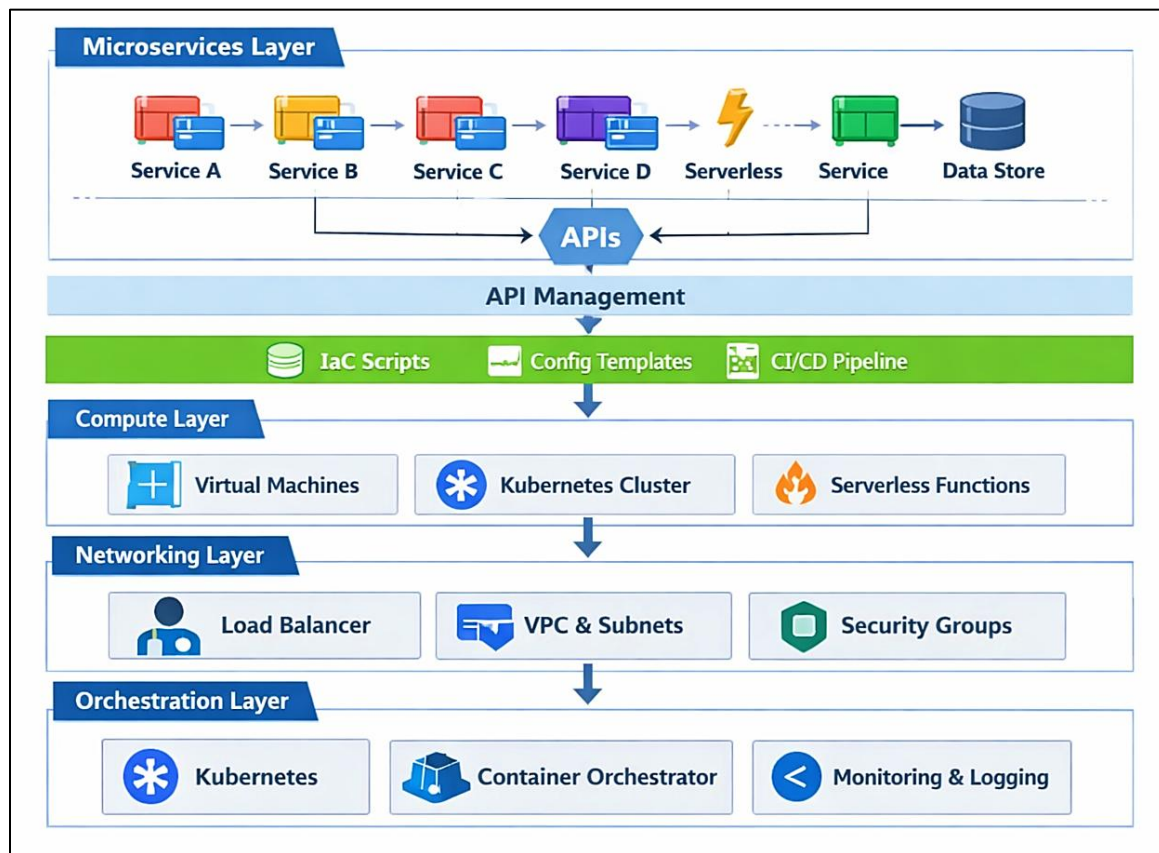 Microservices Layer
Service A
Service B
Service C
Service D
Serverless
Service
Data Store
APIs
API Management
IaC Scripts
Config Templates
CI/CD Pipeline
Compute Layer
Virtual Machines
Kubernetes Cluster
Serverless Functions
Networking Layer
Load Balancer
VPC & Subnets
Security Groups
Orchestration Layer
Kubernetes
Container Orchestrator
Monitoring & Logging